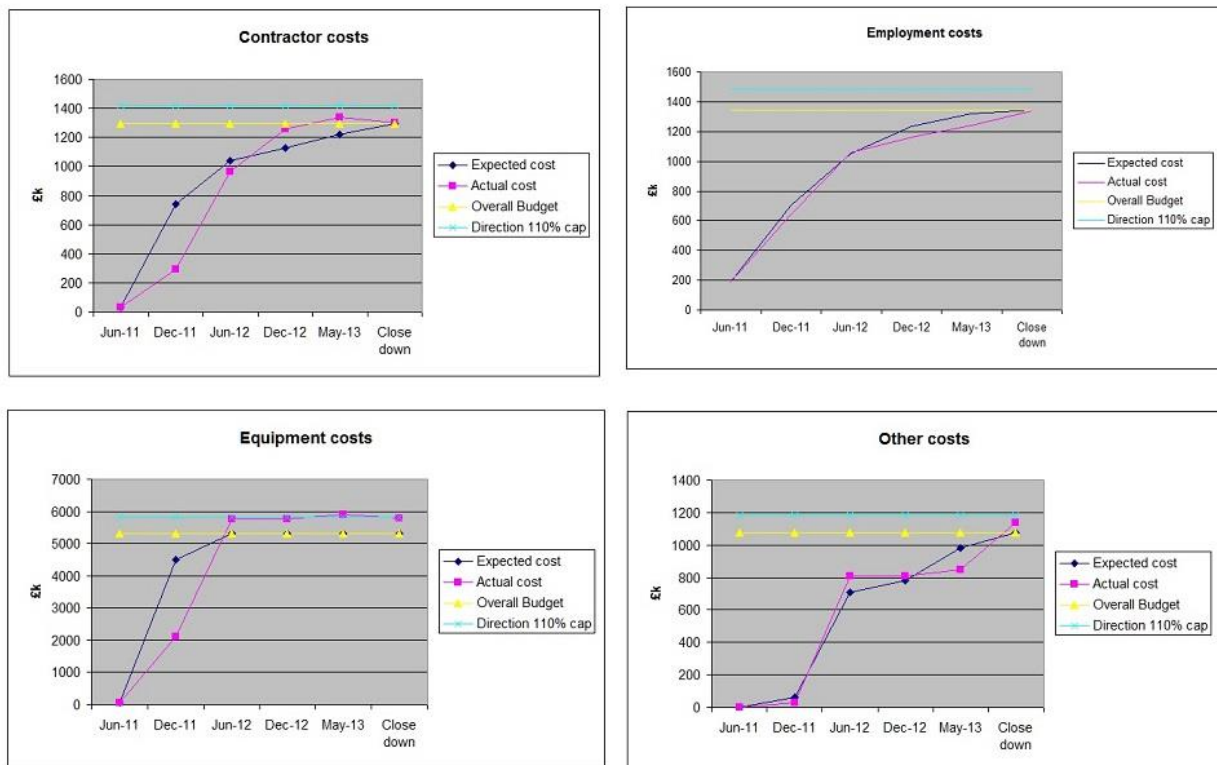 Contractor costs
1600
1400
1200
1000
800
600
400
200
0
£k
Jun-11 Dec-11 Jun-12 Dec-12 May-13 Close
down
Expected cost
Actual cost
Overall Budget
Direction 110% cap
Employment costs
1600
1400
1200
1000
800
600
400
200
0
£k
Jun-11 Dec-11 Jun-12 Dec-12 May-13 Close
down
Expected cost
Actual cost
Overall Budget
Direction 110% cap
Equipment costs
7000
6000
5000
4000
3000
2000
1000
0
£k
Jun-11 Dec-11 Jun-12 Dec-12 May-13 Close
down
Expected cost
Actual cost
Overall Budget
Direction 110% cap
Other costs
1400
1200
1000
800
600
400
200
0
£k
Jun-11 Dec-11 Jun-12 Dec-12 May-13 Close
down
Expected cost
Actual cost
Overall Budget
Direction 110% cap